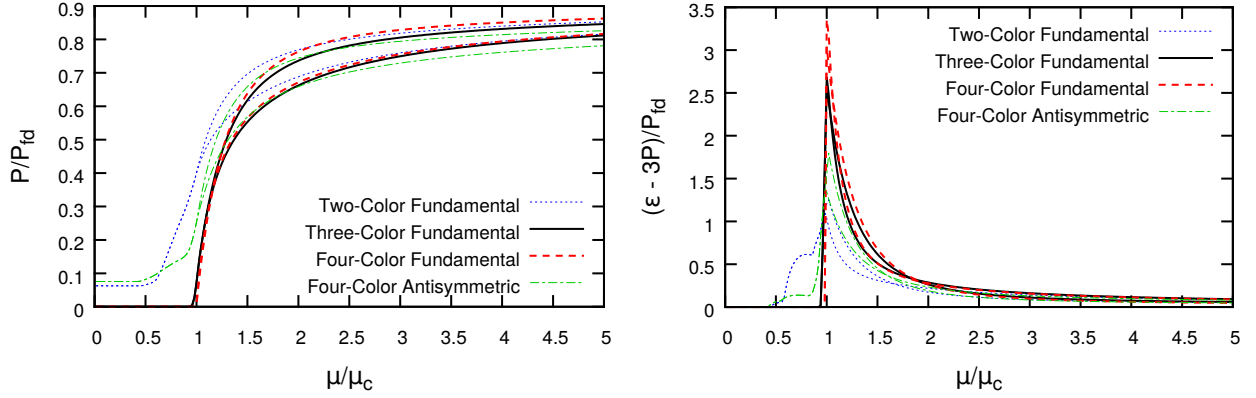 P/P_fd
0.9
0.8
0.7
0.6
0.5
0.4
0.3
0.2
0.1
0
Two-Color Fundamental
Three-Color Fundamental
Four-Color Fundamental
Four-Color Antisymmetric
0 0.5 1 1.5 2 2.5 3 3.5 4 4.5 5
μ/μ_c
(ε - 3P)/P_fd
3.5
3
2.5
2
1.5
1
0.5
0
Two-Color Fundamental
Three-Color Fundamental
Four-Color Fundamental
Four-Color Antisymmetric
0 0.5 1 1.5 2 2.5 3 3.5 4 4.5 5
μ/μ_c